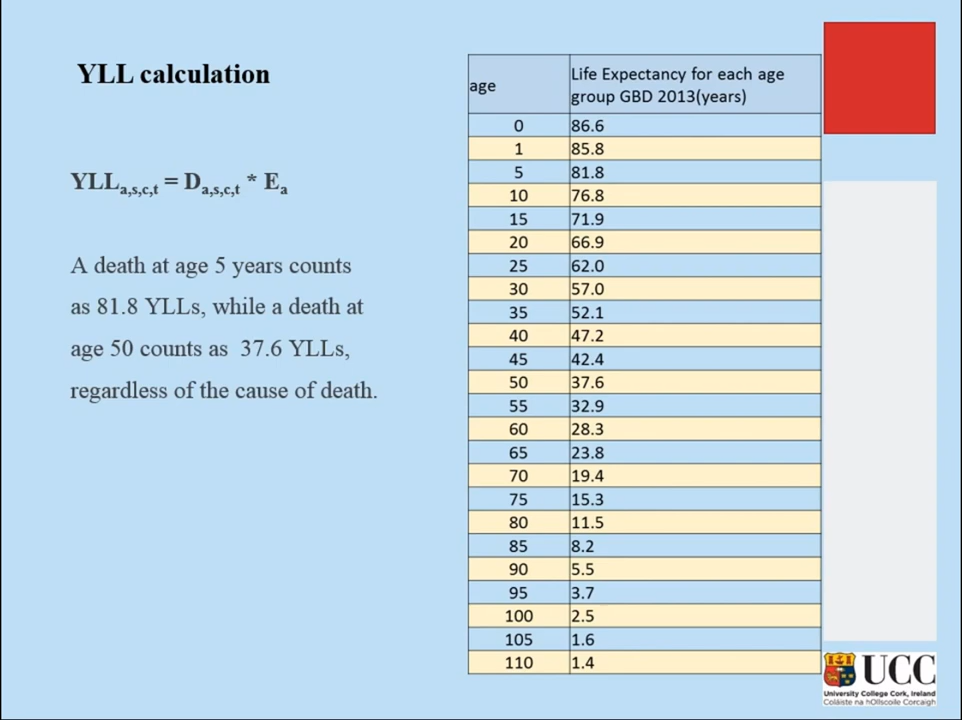 YLL calculation
YLLa,s,c,t = Da,s,c,t * Ea
A death at age 5 years counts
as 81.8 YLLs, while a death at
age 50 counts as 37.6 YLLs,
regardless of the cause of death.
age Life Expectancy for each age
group GBD 2013(years)
0 86.6
1 85.8
5 81.8
10 76.8
15 71.9
20 66.9
25 62.0
30 57.0
35 52.1
40 47.2
45 42.4
50 37.6
55 32.9
60 28.3
65 23.8
70 19.4
75 15.3
80 11.5
85 8.2
90 5.5
95 3.7
100 2.5
105 1.6
110 1.4
UCC
University College Cork, Ireland
Coláiste na hOllscoile Corcaigh